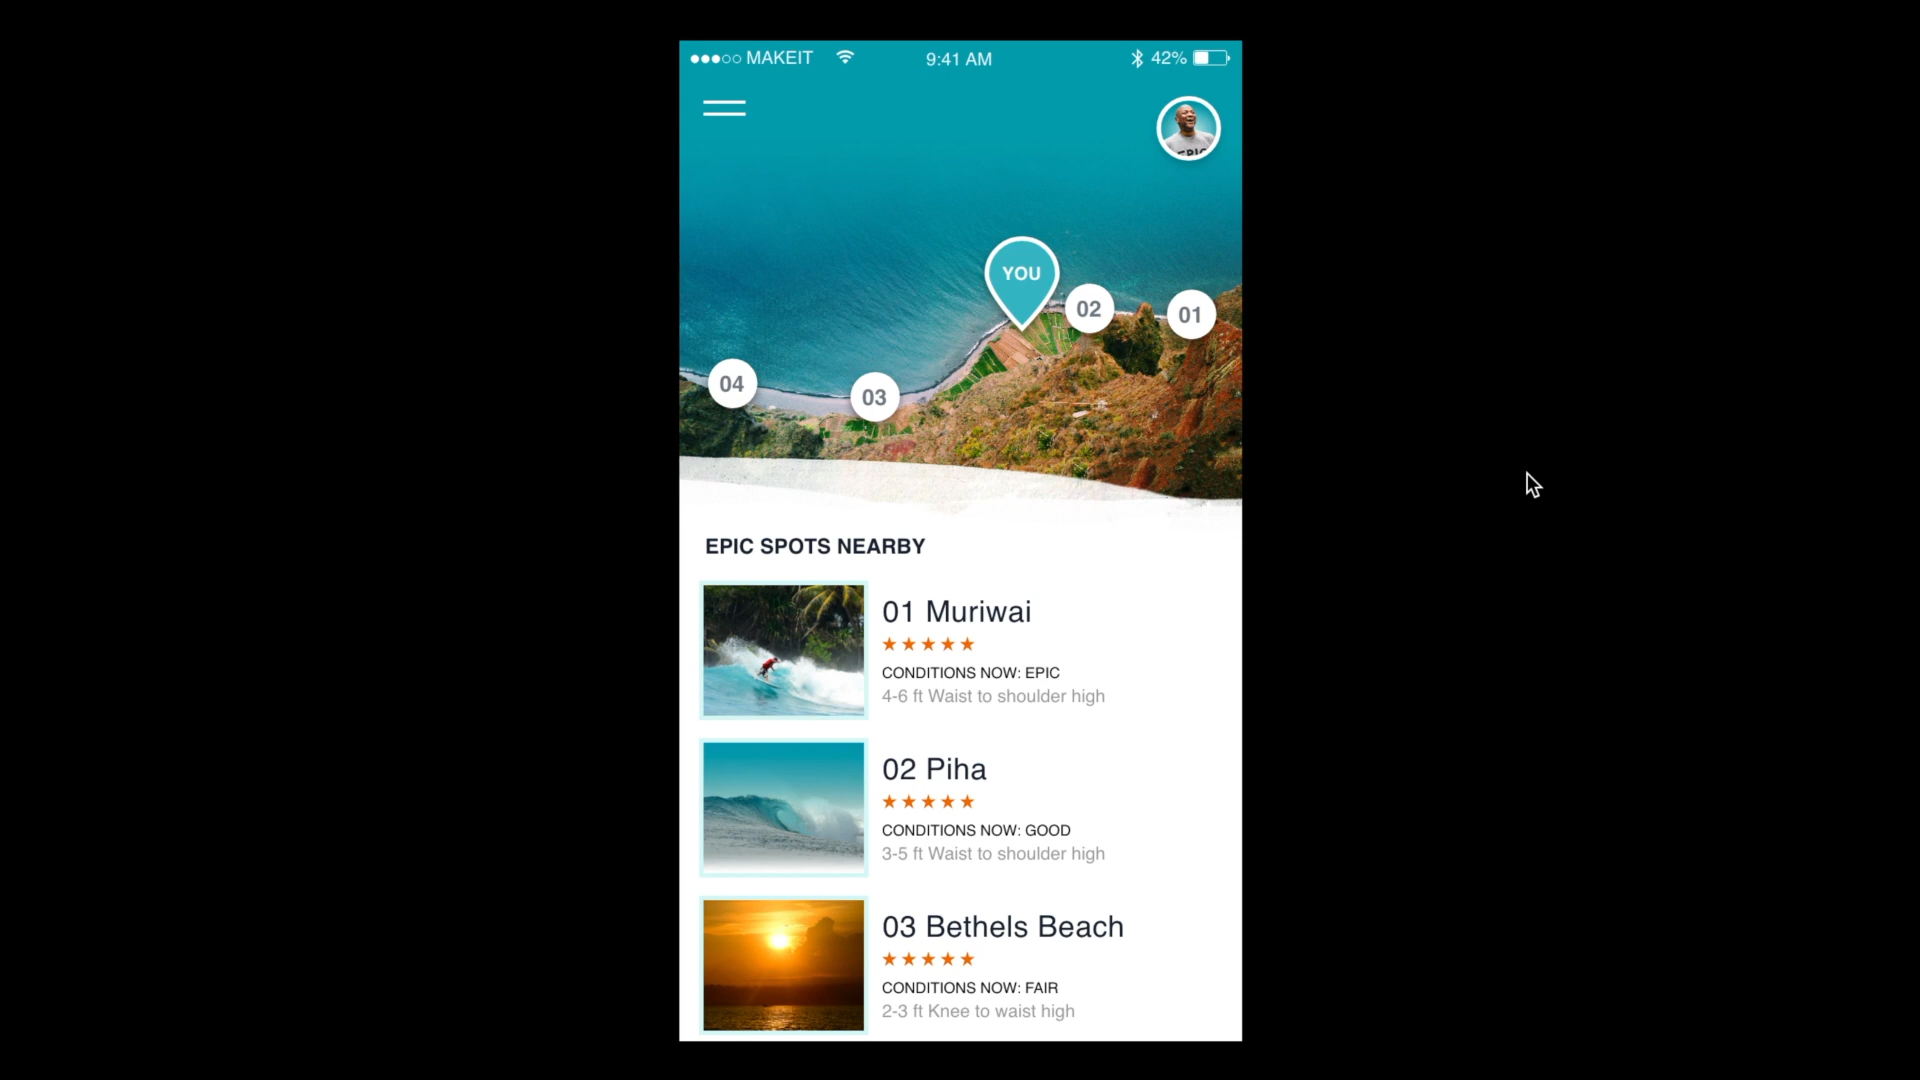 MAKEIT 9:41 AM 42%
EPIC
YOU
02
01
04
03
EPIC SPOTS NEARBY
01 Muriwai
CONDITIONS NOW: EPIC
4-6 ft Waist to shoulder high
02 Piha
CONDITIONS NOW: GOOD
3-5 ft Waist to shoulder high
03 Bethels Beach
CONDITIONS NOW: FAIR
2-3 ft Knee to waist high